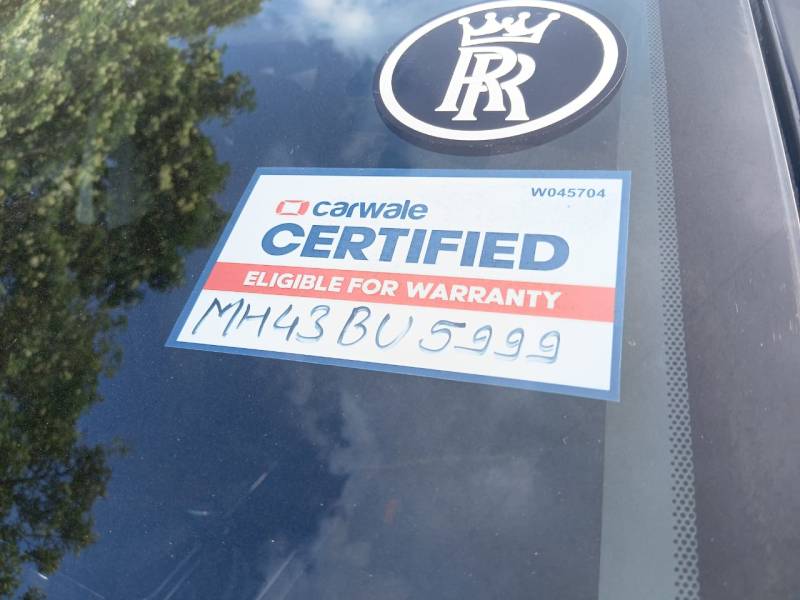 RR
W045704
carwale
CERTIFIED
ELIGIBLE FOR WARRANTY
MH43BU5999